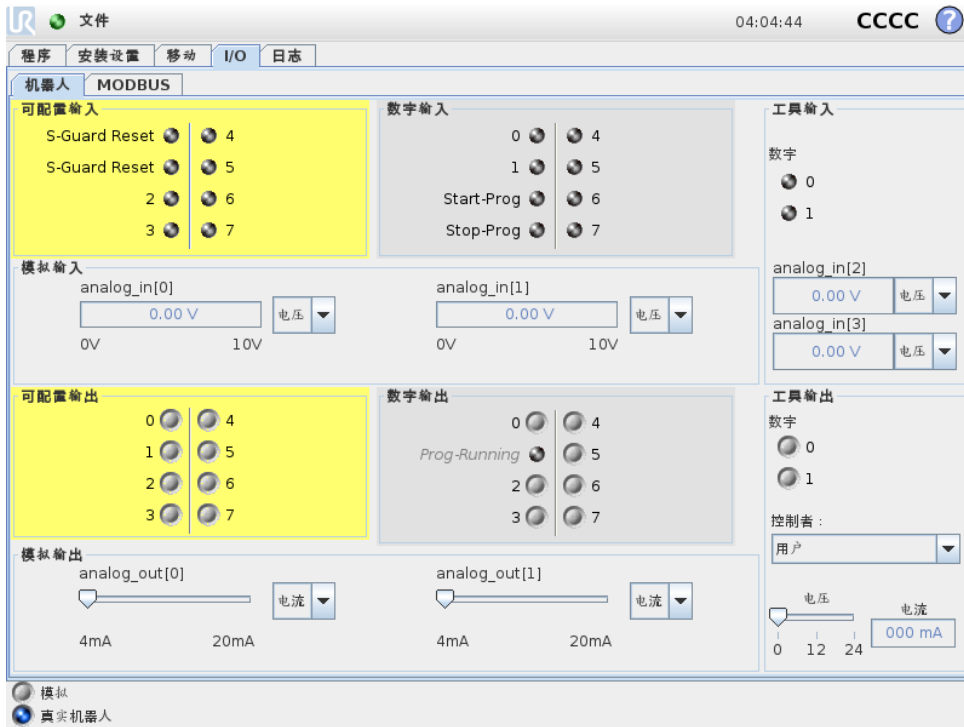 UR 文件 04:04:44 CCCC ?
程序 安装设置 移动 I/O 日志
机器人 MODBUS
可配置输入
S-Guard Reset 4
S-Guard Reset 5
2 6
3 7
数字输入
0 4
1 5
Start-Prog 6
Stop-Prog 7
工具输入
数字
0
1
analog_in[2]
0.00 V 电压
analog_in[3]
0.00 V 电压
模拟输入
analog_in[0] analog_in[1]
0.00 V 电压 0.00 V 电压
0V 10V 0V 10V
可配置输出
0 4
1 5
2 6
3 7
数字输出
0 4
Prog-Running 5
2 6
3 7
工具输出
数字
0
1
控制者：
用户
电压 电流
000 mA
0 12 24
模拟输出
analog_out[0] analog_out[1]
电流 电流
4mA 20mA 4mA 20mA
模拟
真实机器人